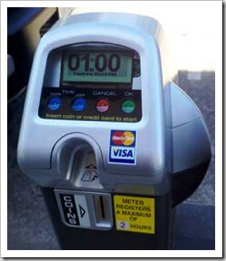 01:00
TIME CANCEL OK
Insert coin or credit card to start
MasterCard
VISA
COINS
METER
REGISTERS
A MAXIMUM
OF
2 HOURS